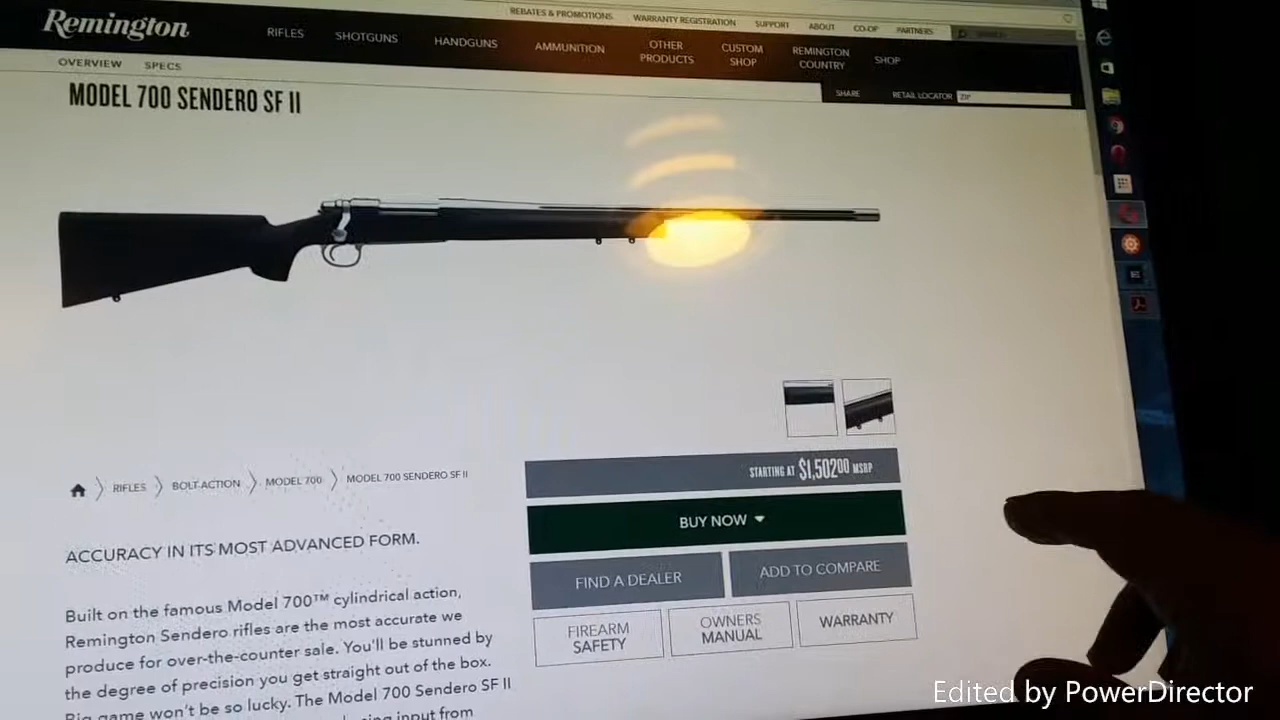 Remington
REBATES & PROMOTIONS WARRANTY REGISTRATION SUPPORT ABOUT CO-OP PARTNERS
RIFLES SHOTGUNS HANDGUNS AMMUNITION OTHER PRODUCTS CUSTOM SHOP REMINGTON COUNTRY SHOP
OVERVIEW SPECS
SHARE RETAIL LOCATOR ZIP
MODEL 700 SENDERO SF II
RIFLES BOLT-ACTION MODEL 700 MODEL 700 SENDERO SF II
STARTING AT $1,502.00 MSRP
BUY NOW
FIND A DEALER ADD TO COMPARE
FIREARM SAFETY OWNERS MANUAL WARRANTY
ACCURACY IN ITS MOST ADVANCED FORM.
Built on the famous Model 700™ cylindrical action,
Remington Sendero rifles are the most accurate we
produce for over-the-counter sale. You'll be stunned by
the degree of precision you get straight out of the box.
Big game won't be so lucky. The Model 700 Sendero SF II
input from
Edited by PowerDirector